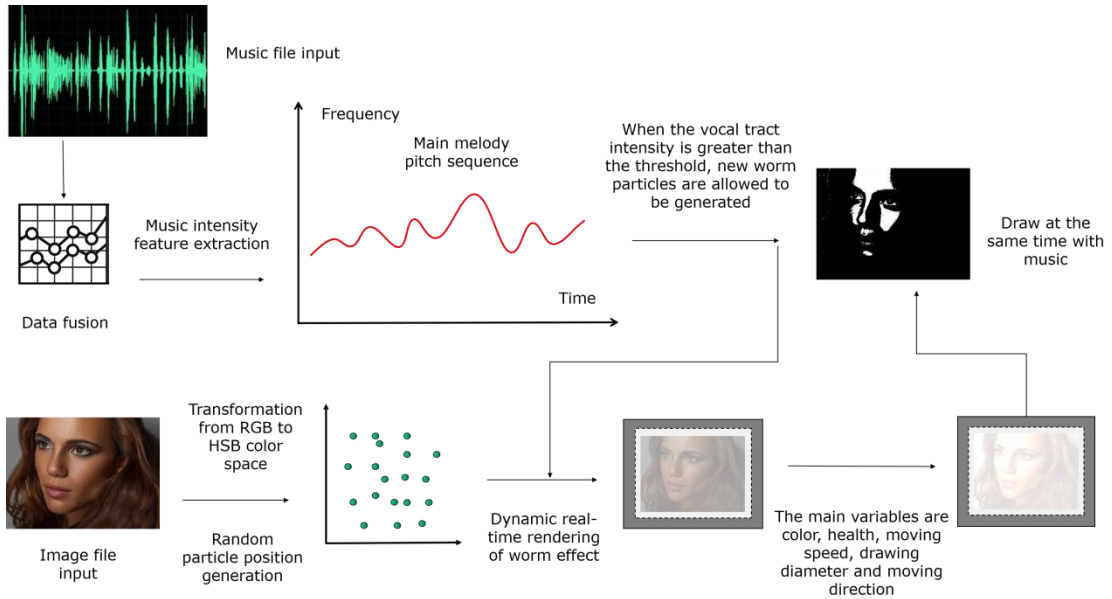 Music file input
Frequency
Main melody
pitch sequence
When the vocal tract
intensity is greater than
the threshold, new worm
particles are allowed to
be generated
Music intensity
feature extraction
Draw at the
same time with
music
Time
Data fusion
Transformation
from RGB to
HSB color
space
Image file
input
Random
particle position
generation
Dynamic real-
time rendering
of worm effect
The main variables are
color, health, moving
speed, drawing
diameter and moving
direction